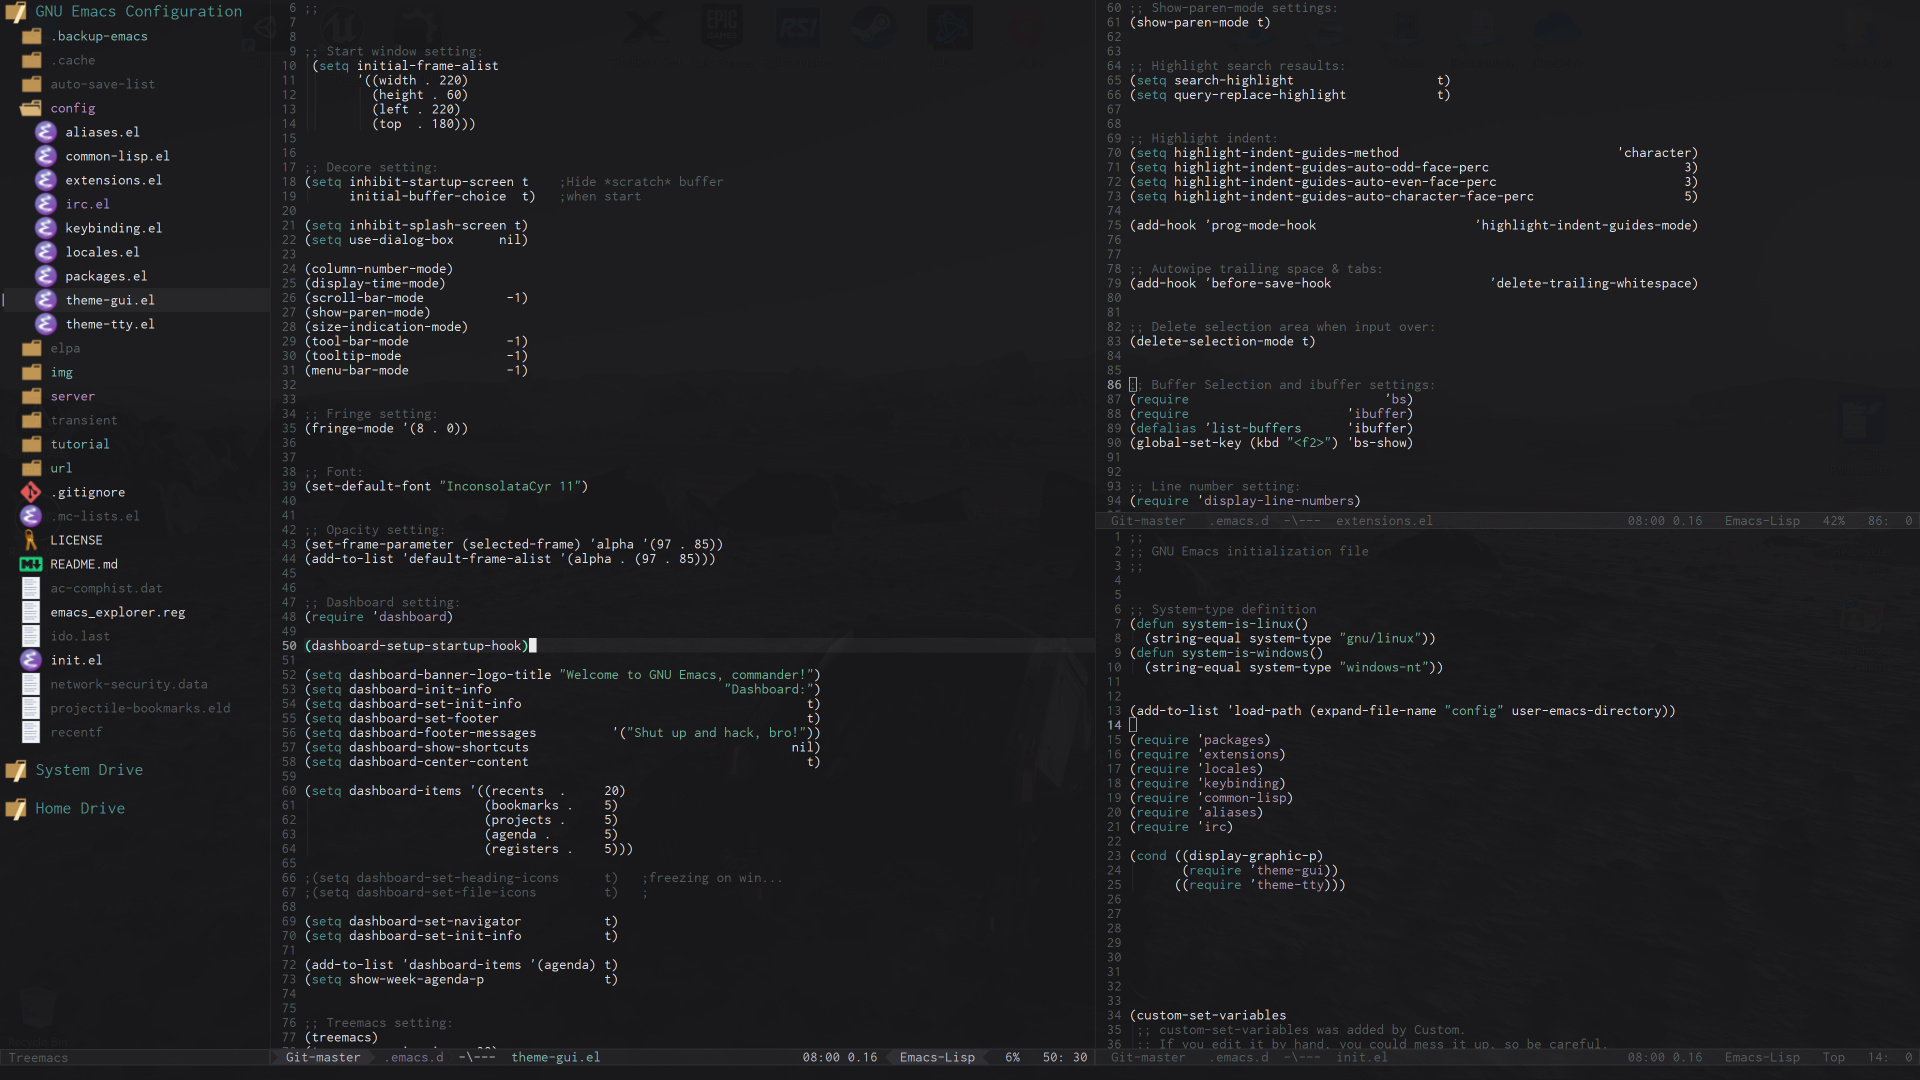 GNU Emacs Configuration
.backup-emacs
.cache
auto-save-list
config
aliases.el
common-lisp.el
extensions.el
irc.el
keybinding.el
locales.el
packages.el
theme-gui.el
theme-tty.el
elpa
img
server
transient
tutorial
url
.gitignore
.mc-lists.el
LICENSE
README.md
ac-comphist.dat
emacs_explorer.reg
ido.last
init.el
network-security.data
projectile-bookmarks.eld
recentf
System Drive
Home Drive
Treemacs
6 ;;
7
8
9 ;; Start window setting:
10 (setq initial-frame-alist
11 '((width . 220)
12 (height . 60)
13 (left . 220)
14 (top . 180)))
15
16
17 ;; Decore setting:
18 (setq inhibit-startup-screen t ;Hide *scratch* buffer
19 initial-buffer-choice t) ;when start
20
21 (setq inhibit-splash-screen t)
22 (setq use-dialog-box nil)
23
24 (column-number-mode)
25 (display-time-mode)
26 (scroll-bar-mode -1)
27 (show-paren-mode)
28 (size-indication-mode)
29 (tool-bar-mode -1)
30 (tooltip-mode -1)
31 (menu-bar-mode -1)
32
33
34 ;; Fringe setting:
35 (fringe-mode '(8 . 0))
36
37
38 ;; Font:
39 (set-default-font "InconsolataCyr 11")
40
41
42 ;; Opacity setting:
43 (set-frame-parameter (selected-frame) 'alpha '(97 . 85))
44 (add-to-list 'default-frame-alist '(alpha . (97 . 85)))
45
46
47 ;; Dashboard setting:
48 (require 'dashboard)
49
50 (dashboard-setup-startup-hook)
51
52 (setq dashboard-banner-logo-title "Welcome to GNU Emacs, commander!")
53 (setq dashboard-init-info "Dashboard:")
54 (setq dashboard-set-init-info t)
55 (setq dashboard-set-footer t)
56 (setq dashboard-footer-messages '("Shut up and hack, bro!"))
57 (setq dashboard-show-shortcuts nil)
58 (setq dashboard-center-content t)
59
60 (setq dashboard-items '((recents . 20)
61 (bookmarks . 5)
62 (projects . 5)
63 (agenda . 5)
64 (registers . 5)))
65
66 ;(setq dashboard-set-heading-icons t) ;freezing on win...
67 ;(setq dashboard-set-file-icons t) ;
68
69 (setq dashboard-set-navigator t)
70 (setq dashboard-set-init-info t)
71
72 (add-to-list 'dashboard-items '(agenda) t)
73 (setq show-week-agenda-p t)
74
75
76 ;; Treemacs setting:
77 (treemacs)
Git-master .emacs.d -\--- theme-gui.el 08:00 0.16 Emacs-Lisp 6% 50: 30
60 ;; Show-paren-mode settings:
61 (show-paren-mode t)
62
63
64 ;; Highlight search resaults:
65 (setq search-highlight t)
66 (setq query-replace-highlight t)
67
68
69 ;; Highlight indent:
70 (setq highlight-indent-guides-method 'character)
71 (setq highlight-indent-guides-auto-odd-face-perc 3)
72 (setq highlight-indent-guides-auto-even-face-perc 3)
73 (setq highlight-indent-guides-auto-character-face-perc 5)
74
75 (add-hook 'prog-mode-hook 'highlight-indent-guides-mode)
76
77
78 ;; Autowipe trailing space & tabs:
79 (add-hook 'before-save-hook 'delete-trailing-whitespace)
80
81
82 ;; Delete selection area when input over:
83 (delete-selection-mode t)
84
85
86 ;; Buffer Selection and ibuffer settings:
87 (require 'bs)
88 (require 'ibuffer)
89 (defalias 'list-buffers 'ibuffer)
90 (global-set-key (kbd "<f2>") 'bs-show)
91
92
93 ;; Line number setting:
94 (require 'display-line-numbers)
Git-master .emacs.d -\--- extensions.el 08:00 0.16 Emacs-Lisp 42% 86: 0
1 ;;
2 ;; GNU Emacs initialization file
3 ;;
4
5
6 ;; System-type definition
7 (defun system-is-linux()
8 (string-equal system-type "gnu/linux"))
9 (defun system-is-windows()
10 (string-equal system-type "windows-nt"))
11
12
13 (add-to-list 'load-path (expand-file-name "config" user-emacs-directory))
14
15 (require 'packages)
16 (require 'extensions)
17 (require 'locales)
18 (require 'keybinding)
19 (require 'common-lisp)
20 (require 'aliases)
21 (require 'irc)
22
23 (cond ((display-graphic-p)
24 (require 'theme-gui))
25 ((require 'theme-tty)))
26
27
28
29
30
31
32
33
34 (custom-set-variables
35 ;; custom-set-variables was added by Custom.
36 ;; If you edit it by hand, you could mess it up, so be careful.
Git-master .emacs.d -\--- init.el 08:00 0.16 Emacs-Lisp Top 14: 0